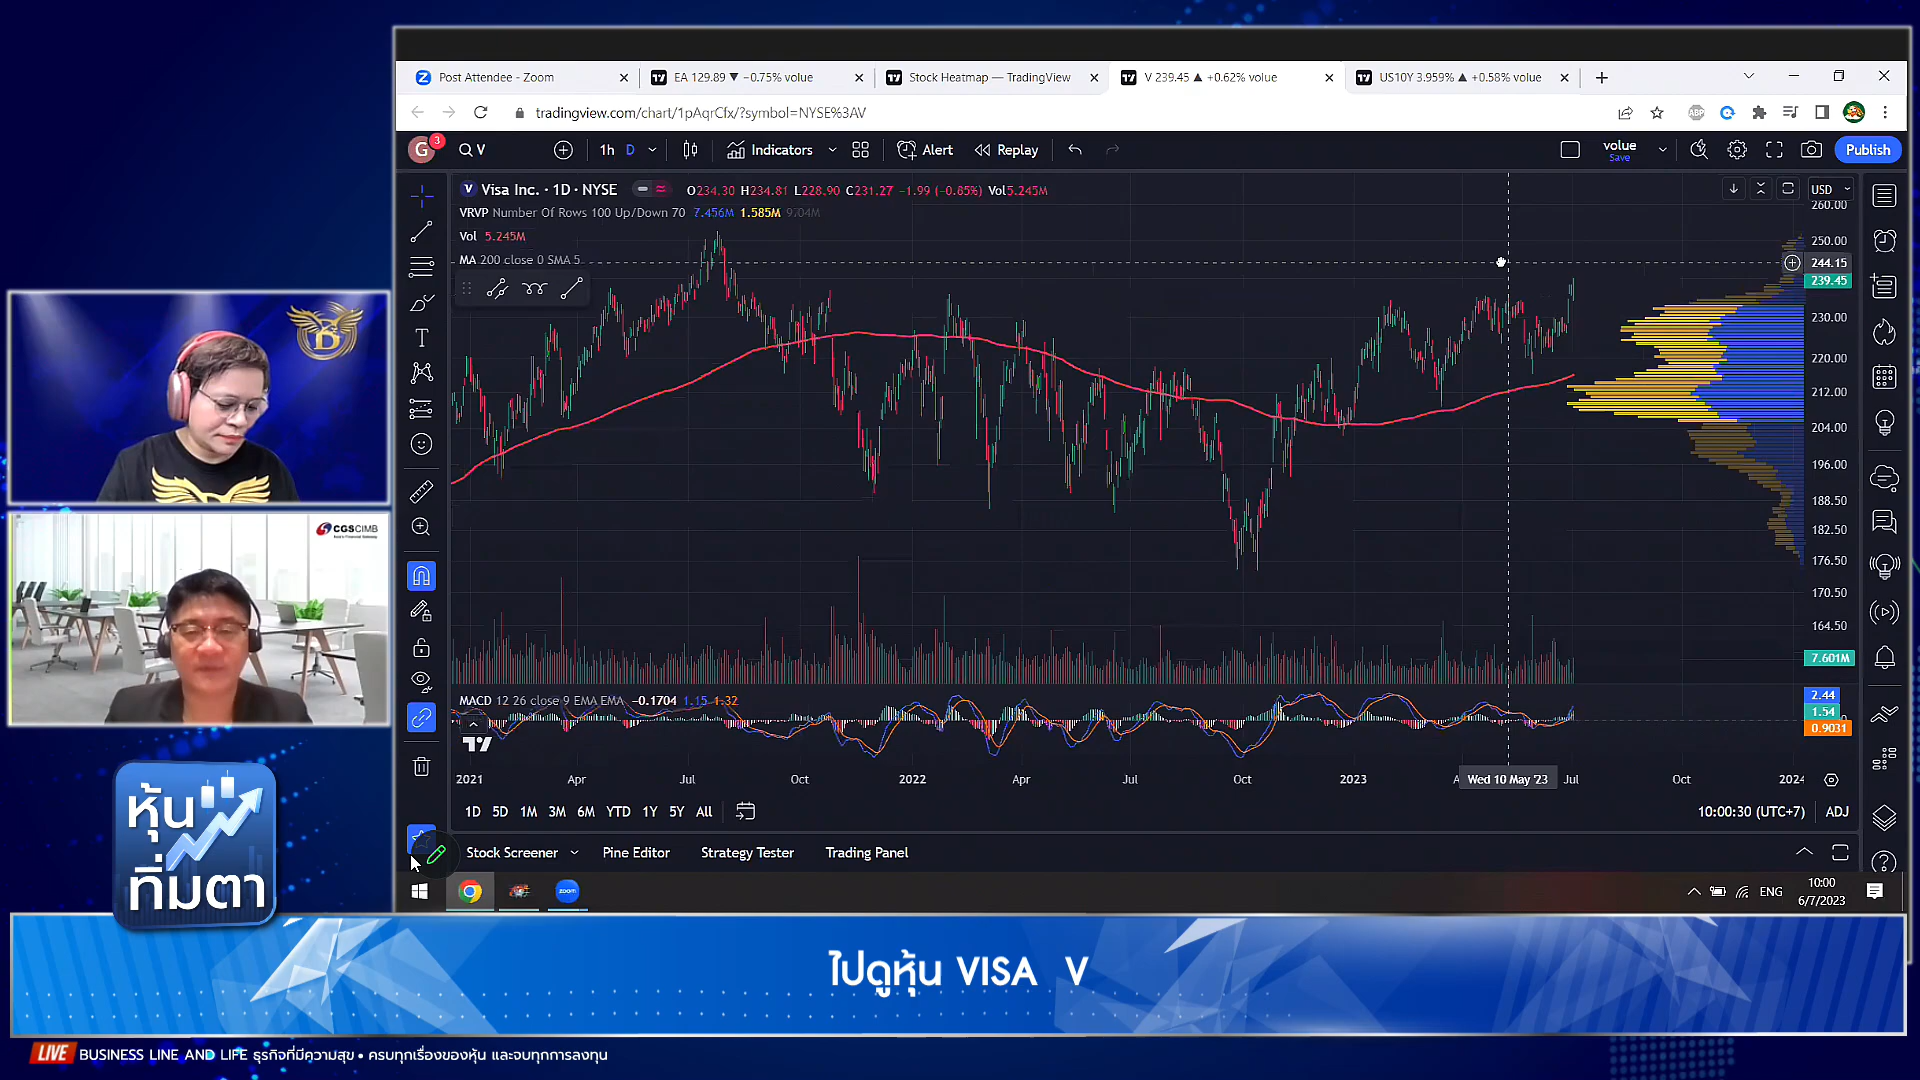 Post Attendee - Zoom
EA 129.89 ▼ −0.75% volue
Stock Heatmap — TradingView
V 239.45 ▲ +0.62% volue
US10Y 3.959% ▲ +0.58% volue
tradingview.com/chart/1pAqrCfx/?symbol=NYSE%3AV
ABP
G 3
V
1h D
Indicators
Alert
Replay
volue
Save
Publish
V Visa Inc. · 1D · NYSE
O234.30 H234.81 L228.90 C231.27 −1.99 (−0.85%) Vol5.245M
USD
VRVP Number Of Rows 100 Up/Down 70 7.456M 1.585M 9.04M
Vol 5.245M
MA 200 close 0 SMA 5
260.00
250.00
244.15
239.45
230.00
220.00
212.00
204.00
196.00
188.50
182.50
176.50
170.50
164.50
7.601M
MACD 12 26 close 9 EMA EMA −0.1704 1.15 1.32
2.44
1.54
0.9031
2021 Apr Jul Oct 2022 Apr Jul Oct 2023 A Wed 10 May '23 Jul Oct 2024
1D 5D 1M 3M 6M YTD 1Y 5Y All
10:00:30 (UTC+7) ADJ
Stock Screener Pine Editor Strategy Tester Trading Panel
zoom
ENG
10:00
6/7/2023
B
CGS CIMB
หุ้น
ทิ่มตา
ไปดูหุ้น VISA V
LIVE BUSINESS LINE AND LIFE ธุรกิจที่มีความสุข • ครบทุกเรื่องของหุ้น และจบทุกการลงทุน